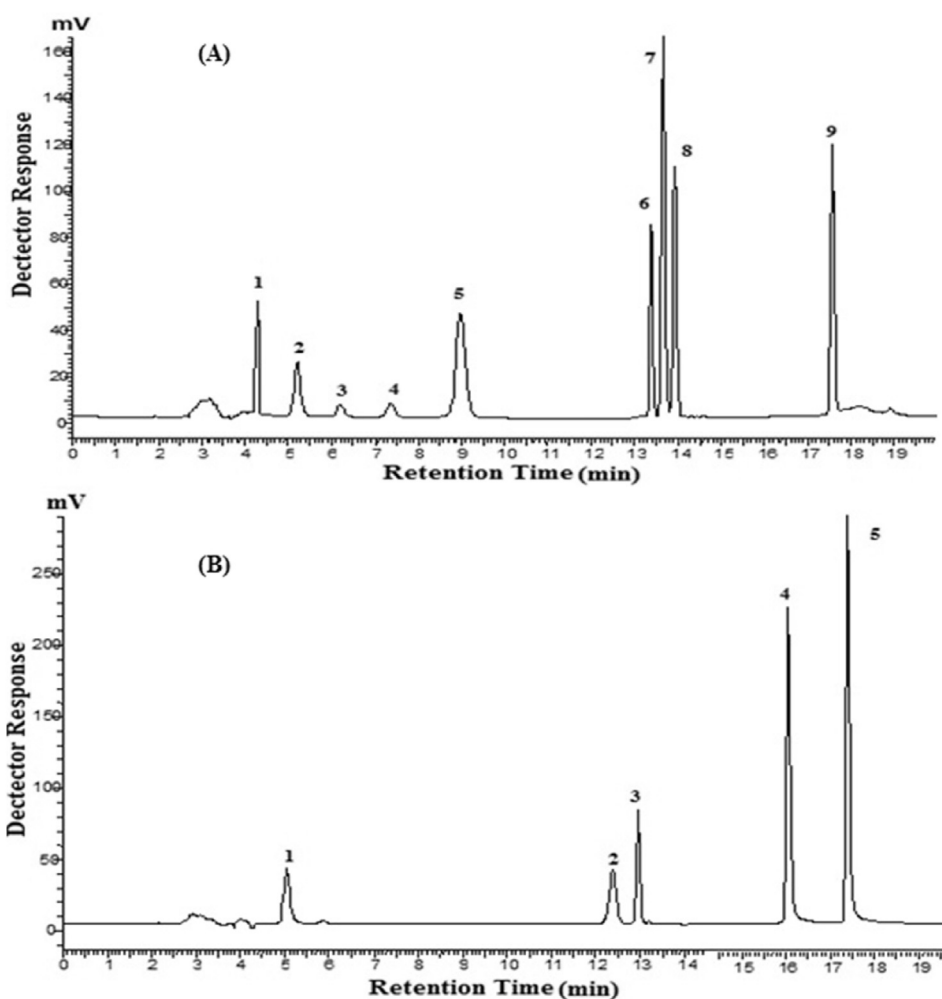 mV
(A)
160
140
120
100
80
60
40
20
0
Dectector Response
1
2
3
4
5
6
7
8
9
0 1 2 3 4 5 6 7 8 9 10 11 12 13 14 15 16 17 18 19
Retention Time (min)
mV
(B)
250
200
150
100
50
0
Dectector Response
1
2
3
4
5
0 1 2 3 4 5 6 7 8 9 10 11 12 13 14 15 16 17 18 19
Retention Time (min)